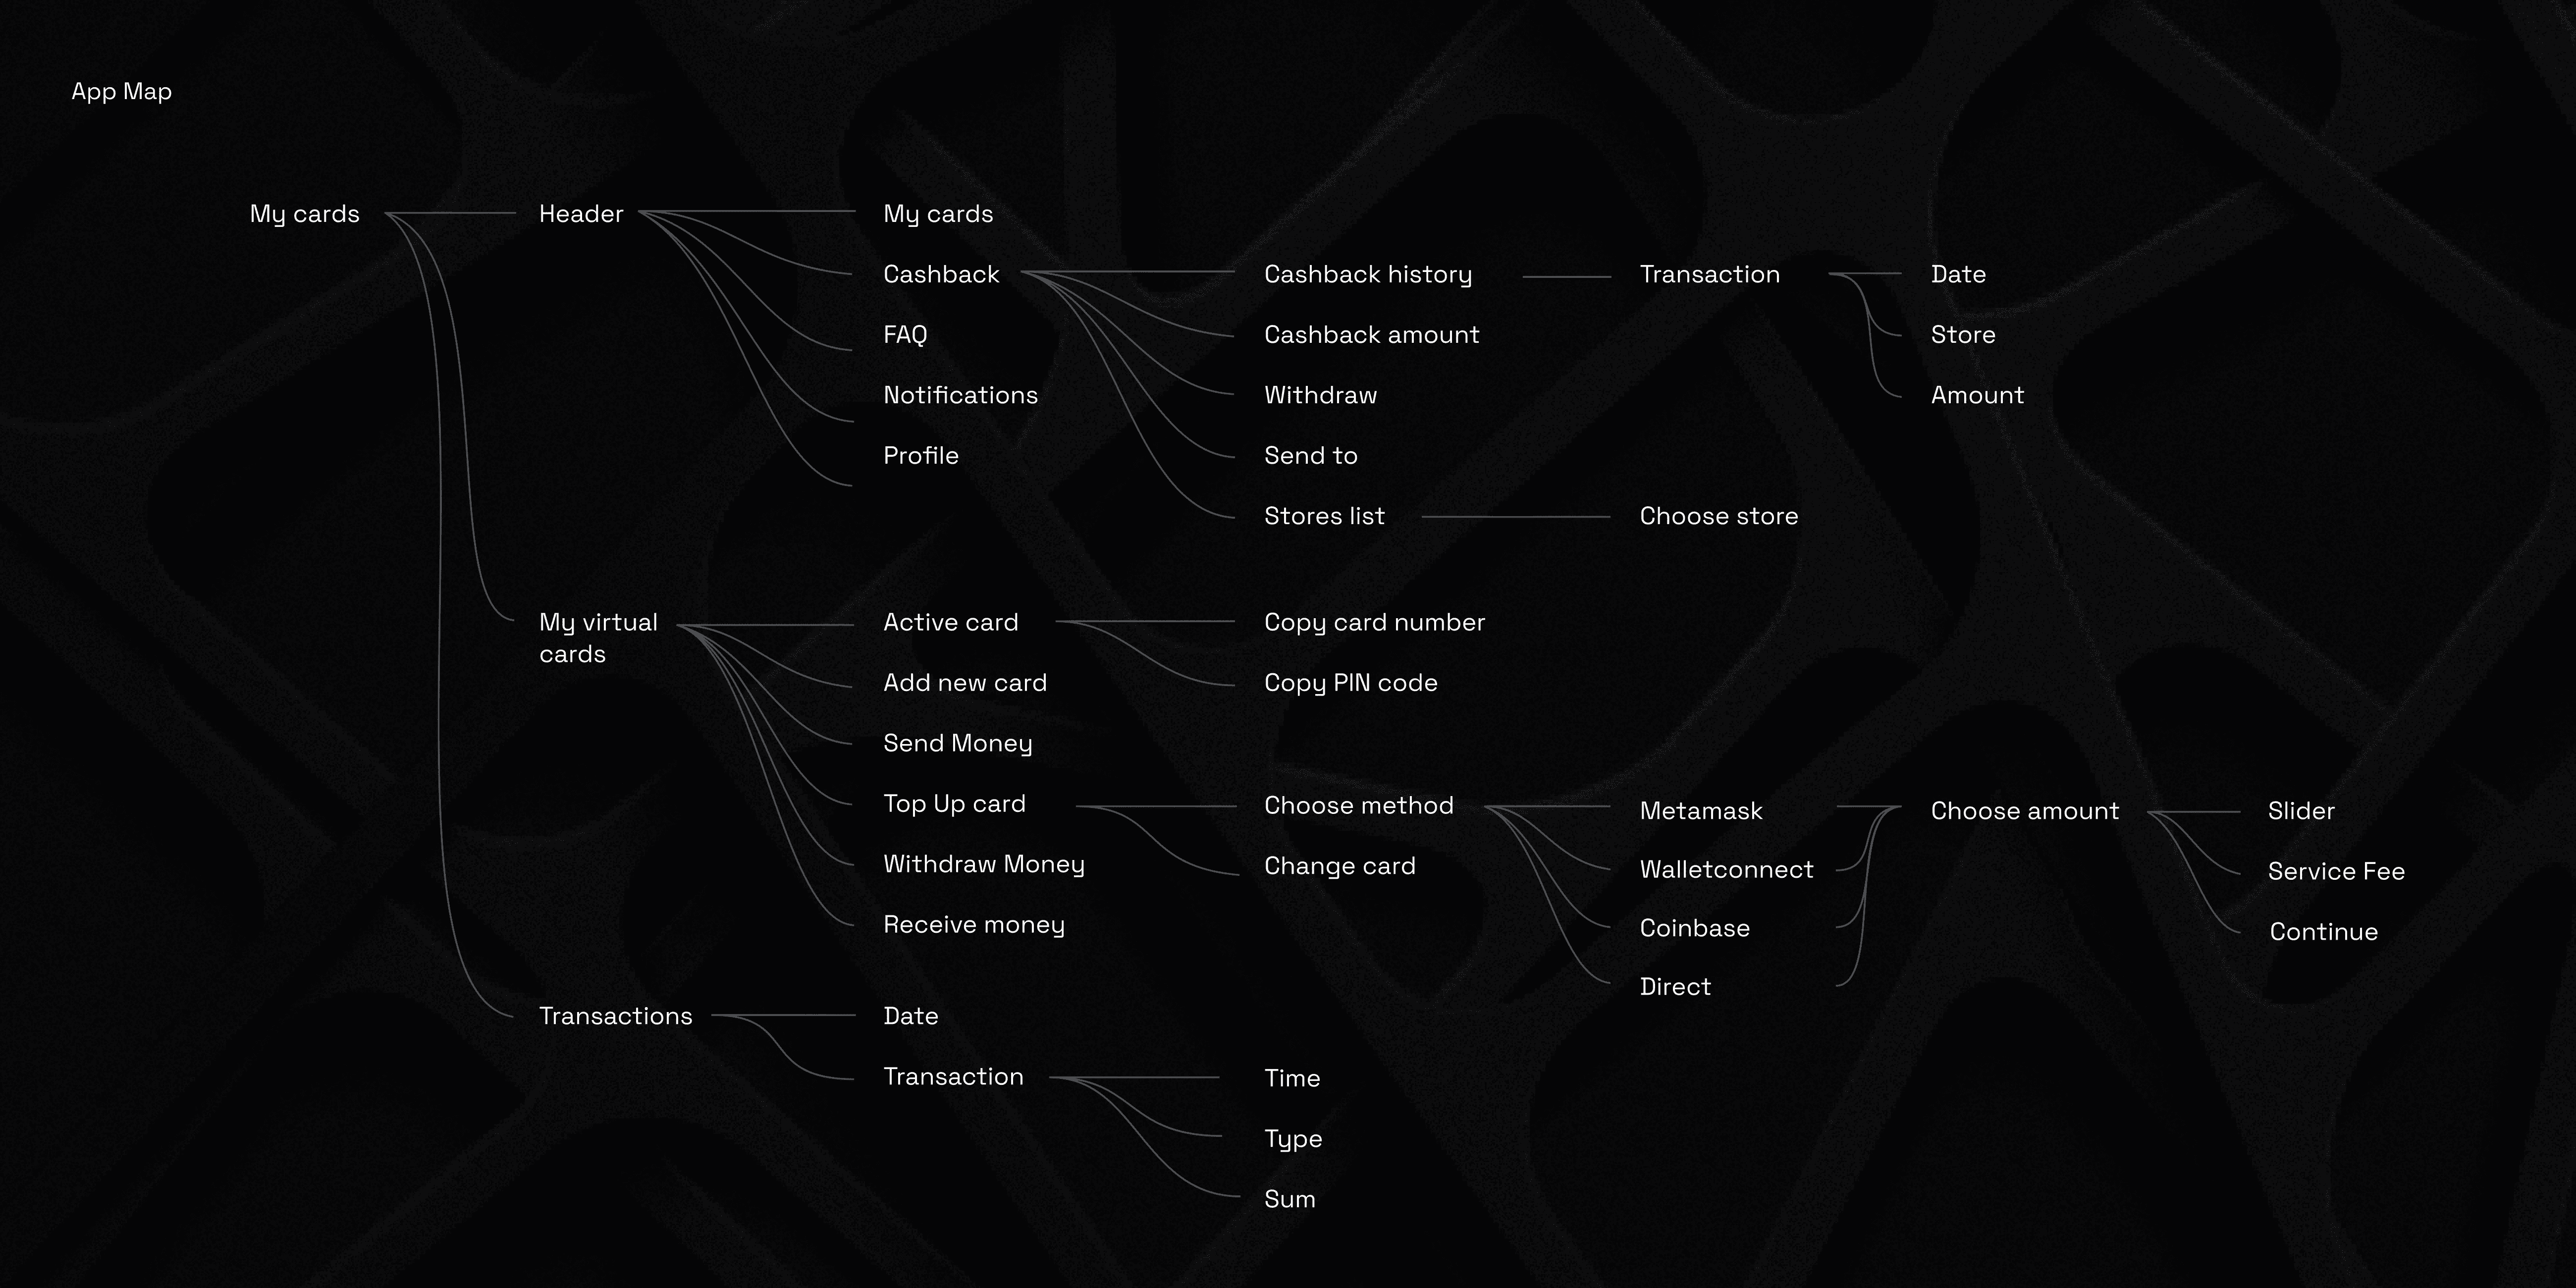 App Map
My cards
Header
My cards
Cashback
Cashback history
Transaction
Date
FAQ
Cashback amount
Store
Notifications
Withdraw
Amount
Profile
Send to
Stores list
Choose store
My virtual
cards
Active card
Copy card number
Add new card
Copy PIN code
Send Money
Top Up card
Choose method
Metamask
Choose amount
Slider
Withdraw Money
Change card
Walletconnect
Service Fee
Receive money
Coinbase
Continue
Direct
Transactions
Date
Transaction
Time
Type
Sum